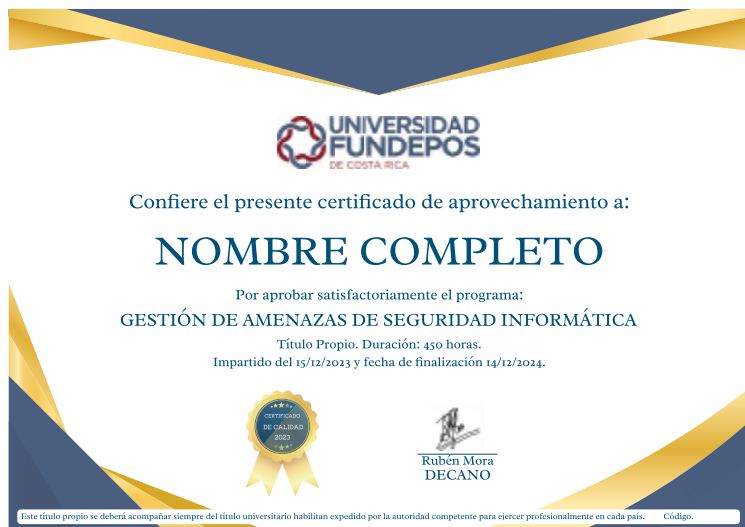 UNIVERSIDAD
FUNDEPOS
DE COSTA RICA
Confiere el presente certificado de aprovechamiento a:
NOMBRE COMPLETO
Por aprobar satisfactoriamente el programa:
GESTIÓN DE AMENAZAS DE SEGURIDAD INFORMÁTICA
Título Propio. Duración: 450 horas.
Impartido del 15/12/2023 y fecha de finalización 14/12/2024.
CERTIFICADO
DE CALIDAD
2023
Rubén Mora
DECANO
Este título propio se deberá acompañar siempre del título universitario habilitan expedido por la autoridad competente para ejercer profesionalmente en cada país. Código.